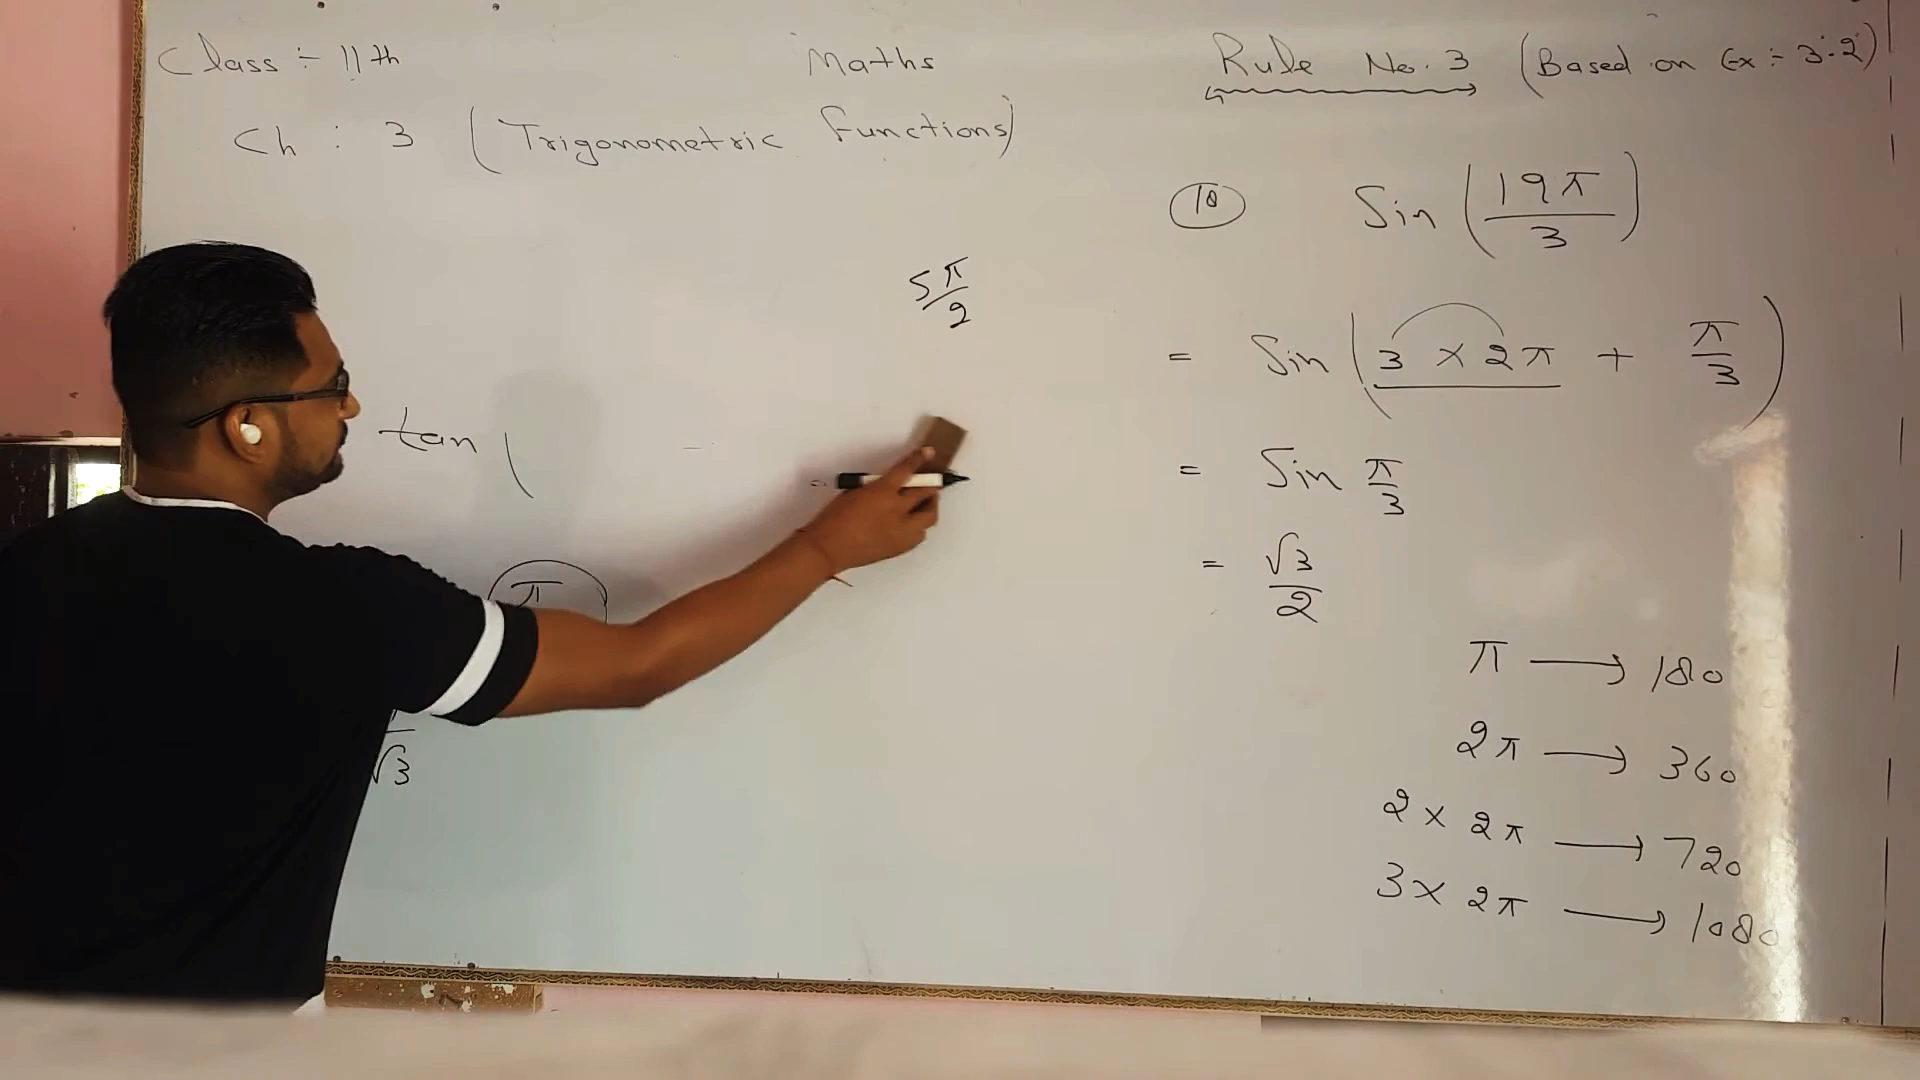 Class :- 11th
Maths
Rule No. 3 (Based on Ex :- 3.2)
Ch : 3 (Trigonometric Functions)
5π/2
tan (
π
√3
(10) Sin (19π/3)
= Sin (3 × 2π + π/3)
= Sin π/3
= √3/2
π → 180
2π → 360
2 × 2π → 720
3 × 2π → 1080